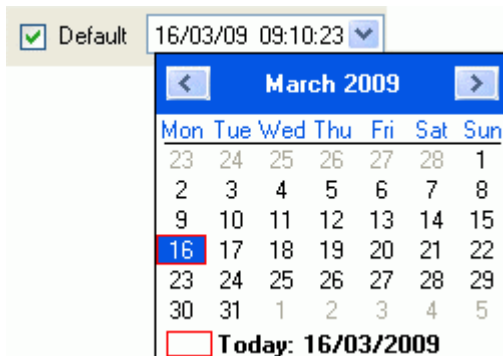 Default 16/03/09 09:10:23
March 2009
Mon Tue Wed Thu Fri Sat Sun
23 24 25 26 27 28 1
2 3 4 5 6 7 8
9 10 11 12 13 14 15
16 17 18 19 20 21 22
23 24 25 26 27 28 29
30 31 1 2 3 4 5
Today: 16/03/2009